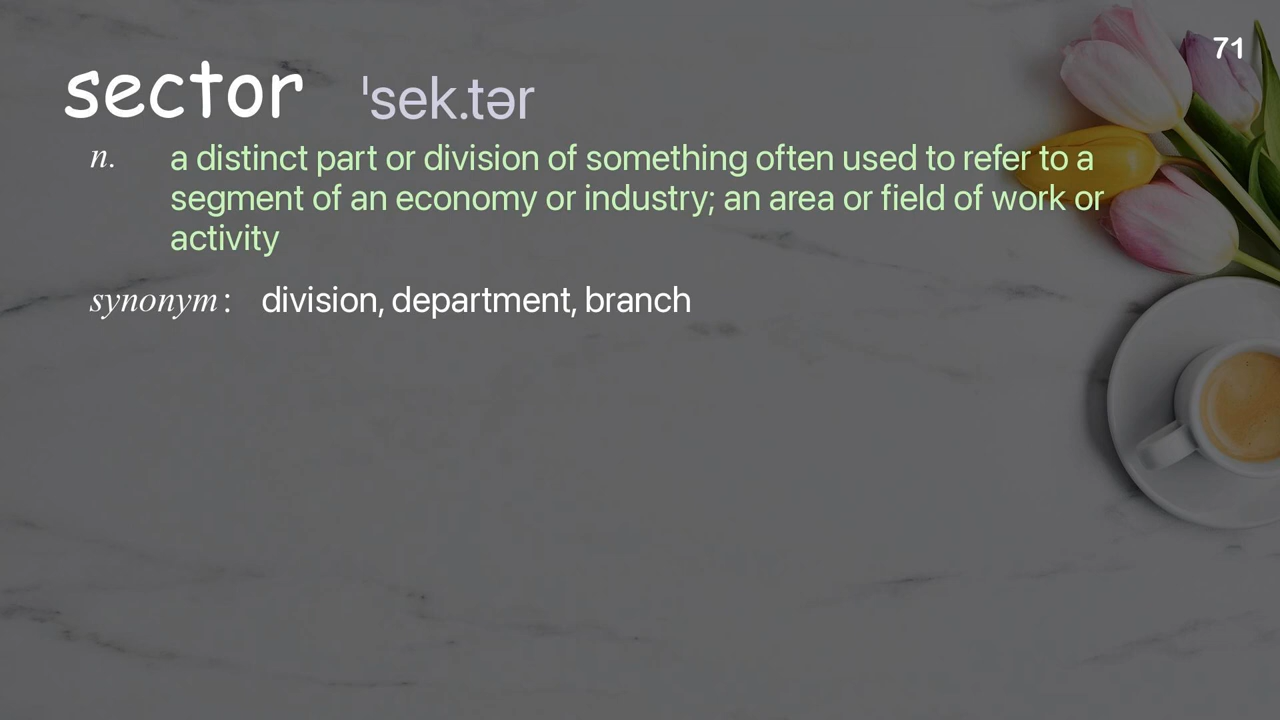 71
sector ˈsek.tər
n. a distinct part or division of something often used to refer to a
segment of an economy or industry; an area or field of work or
activity
synonym: division, department, branch